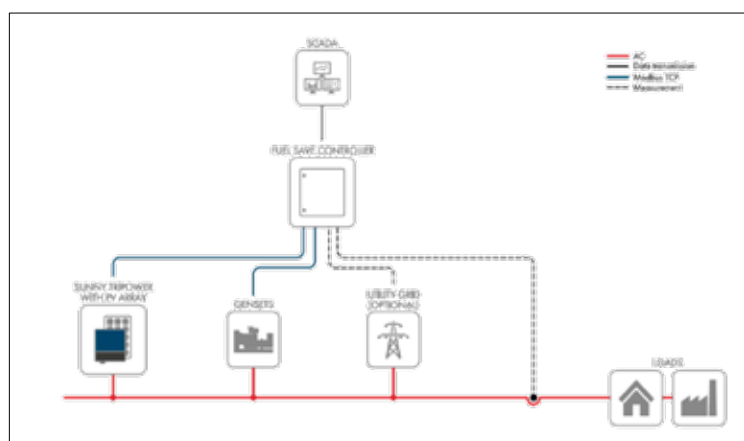 SCADA
AC
Data transmission
Modbus TCP
Measurement
FUEL SAVE CONTROLLER
SUNNY TRIPOWER
WITH PV ARRAY
GENSETS
UTILITY GRID
(OPTIONAL)
LOADS